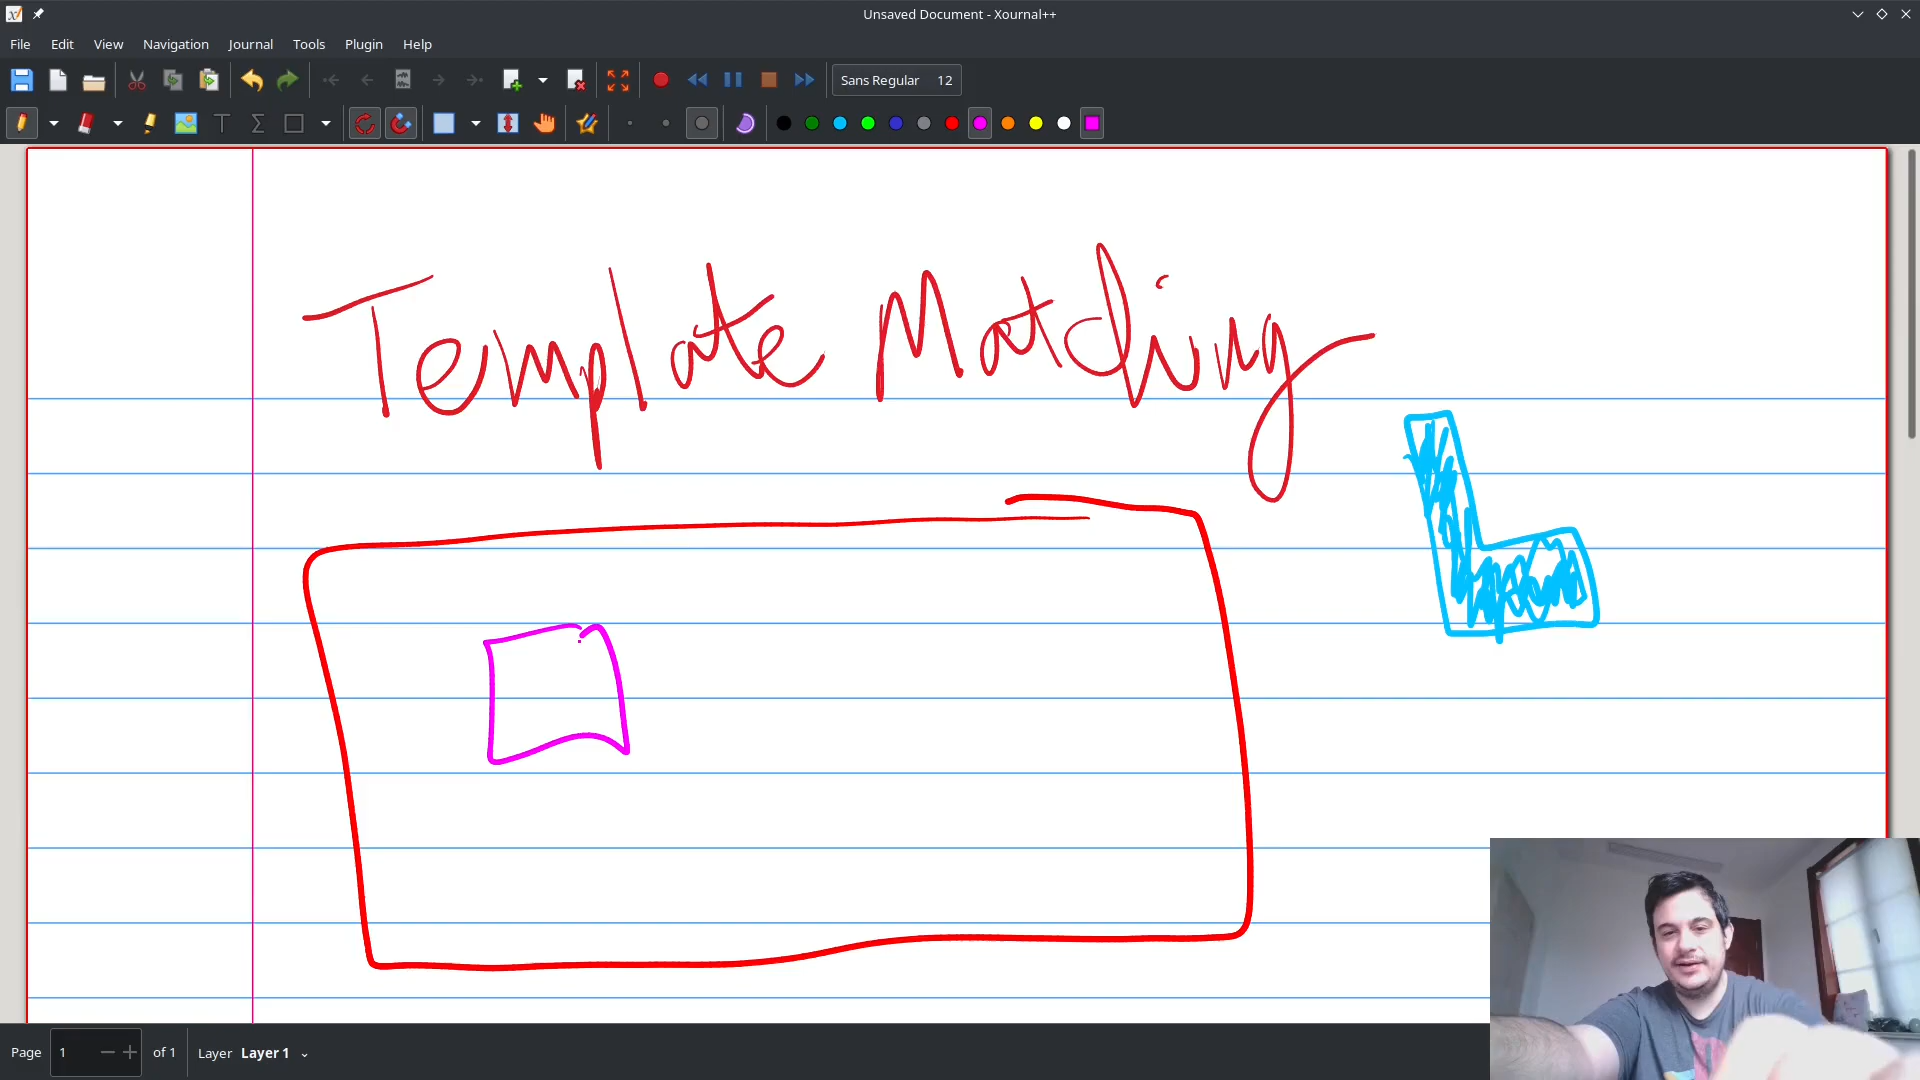 Unsaved Document - Xournal++
File Edit View Navigation Journal Tools Plugin Help
Sans Regular 12
Template Matching
Page 1 of 1 Layer Layer 1